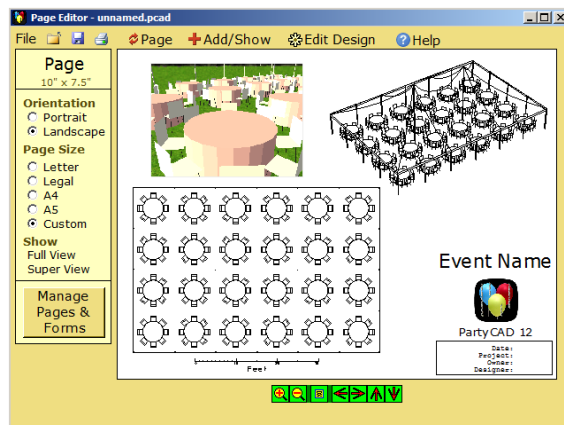 Page Editor - unnamed.pcad
File Page Add/Show Edit Design Help
Page
10" x 7.5"
Orientation
Portrait
Landscape
Page Size
Letter
Legal
A4
A5
Custom
Show
Full View
Super View
Manage
Pages &
Forms
Feet
Event Name
PartyCAD 12
Date:
Project:
Owner:
Designer: